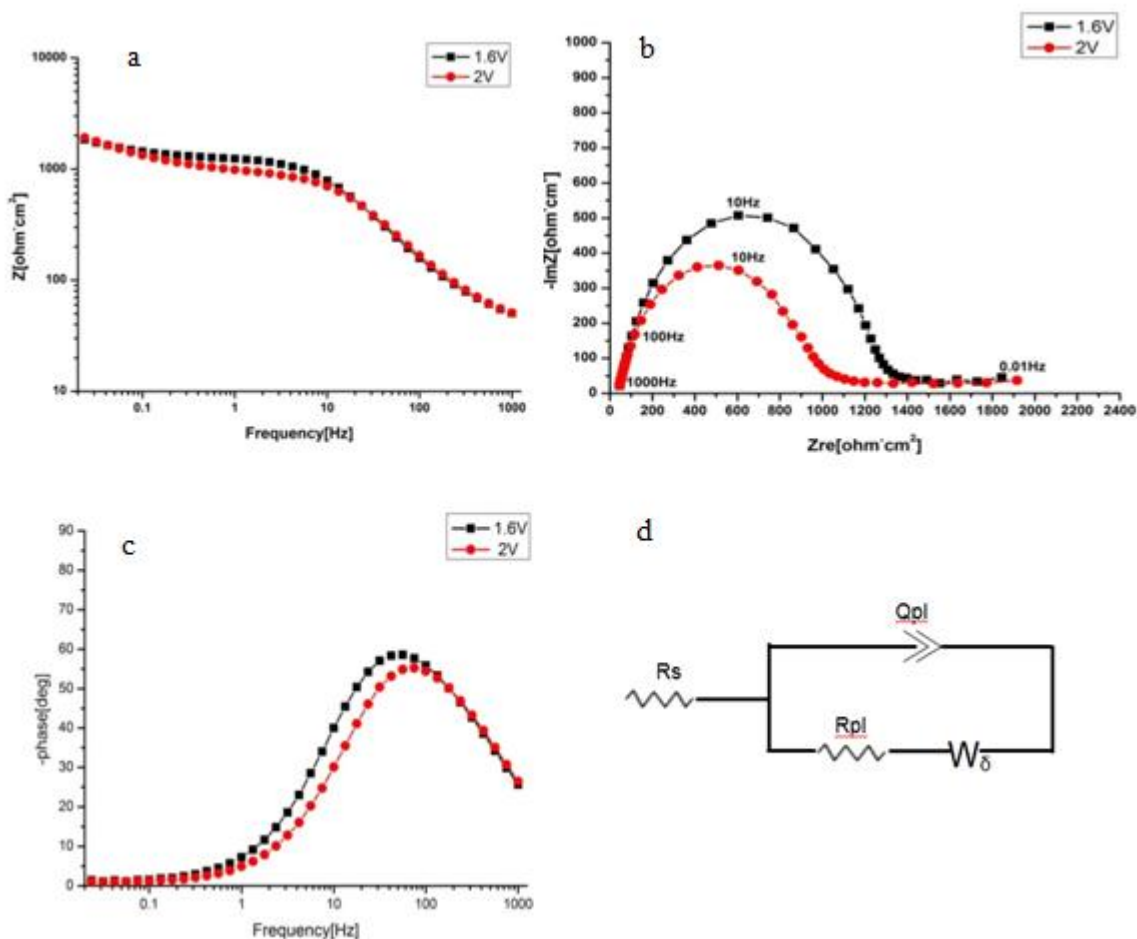 a
1.6V
2V
10000
1000
100
10
Z[ohm·cm²]
0.1 1 10 100 1000
Frequency[Hz]
b
1.6V
2V
1000
900
800
700
600
500
400
300
200
100
0
-ImZ[ohm·cm·]
10Hz
10Hz
100Hz
1000Hz
0.01Hz
0 200 400 600 800 1000 1200 1400 1600 1800 2000 2200 2400
Zre[ohm·cm²]
c
1.6V
2V
90
80
70
60
50
40
30
20
10
0
-phase[deg]
0.1 1 10 100 1000
Frequency[Hz]
d
Qpl
Rs
Rpl
W δ